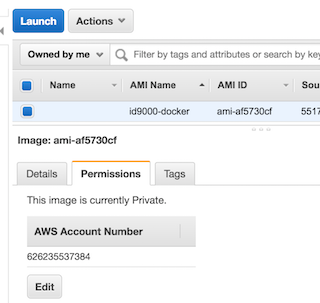 Launch Actions
Owned by me Filter by tags and attributes or search by key
Name AMI Name AMI ID Sou
id9000-docker ami-af5730cf 5517
Image: ami-af5730cf
Details Permissions Tags
This image is currently Private.
AWS Account Number
626235537384
Edit